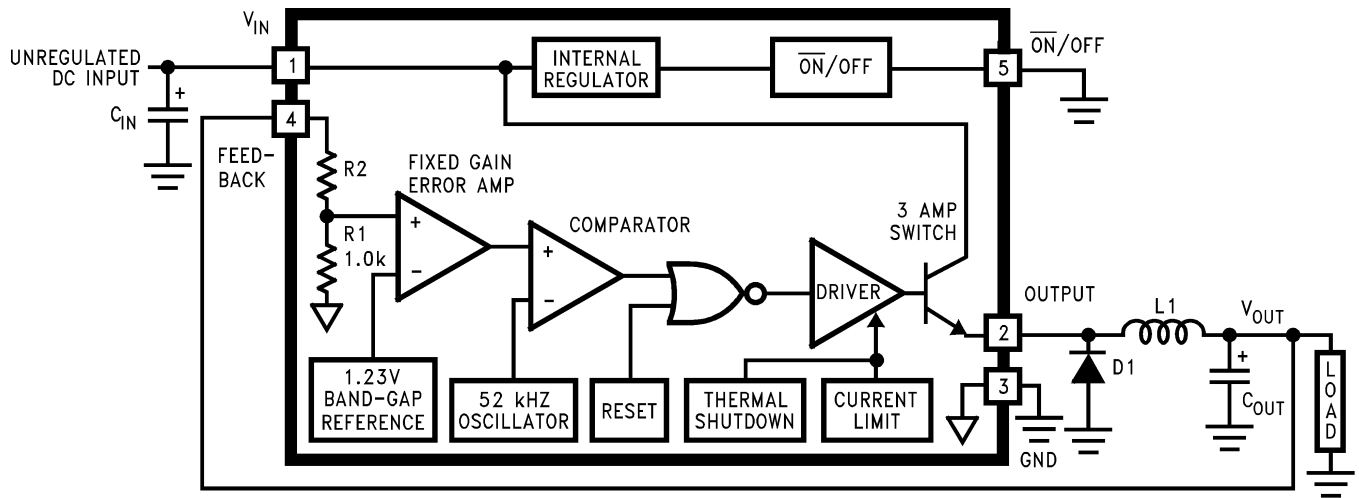 V_IN
UNREGULATED
DC INPUT
+
C_IN
1
4
FEED-
BACK
INTERNAL
REGULATOR
O̅N̅/OFF
5
O̅N̅/OFF
R2
R1
1.0k
FIXED GAIN
ERROR AMP
+
−
COMPARATOR
+
−
DRIVER
3 AMP
SWITCH
1.23V
BAND-GAP
REFERENCE
52 kHZ
OSCILLATOR
RESET
THERMAL
SHUTDOWN
CURRENT
LIMIT
OUTPUT
2
3
GND
D1
L1
V_OUT
+
C_OUT
LOAD